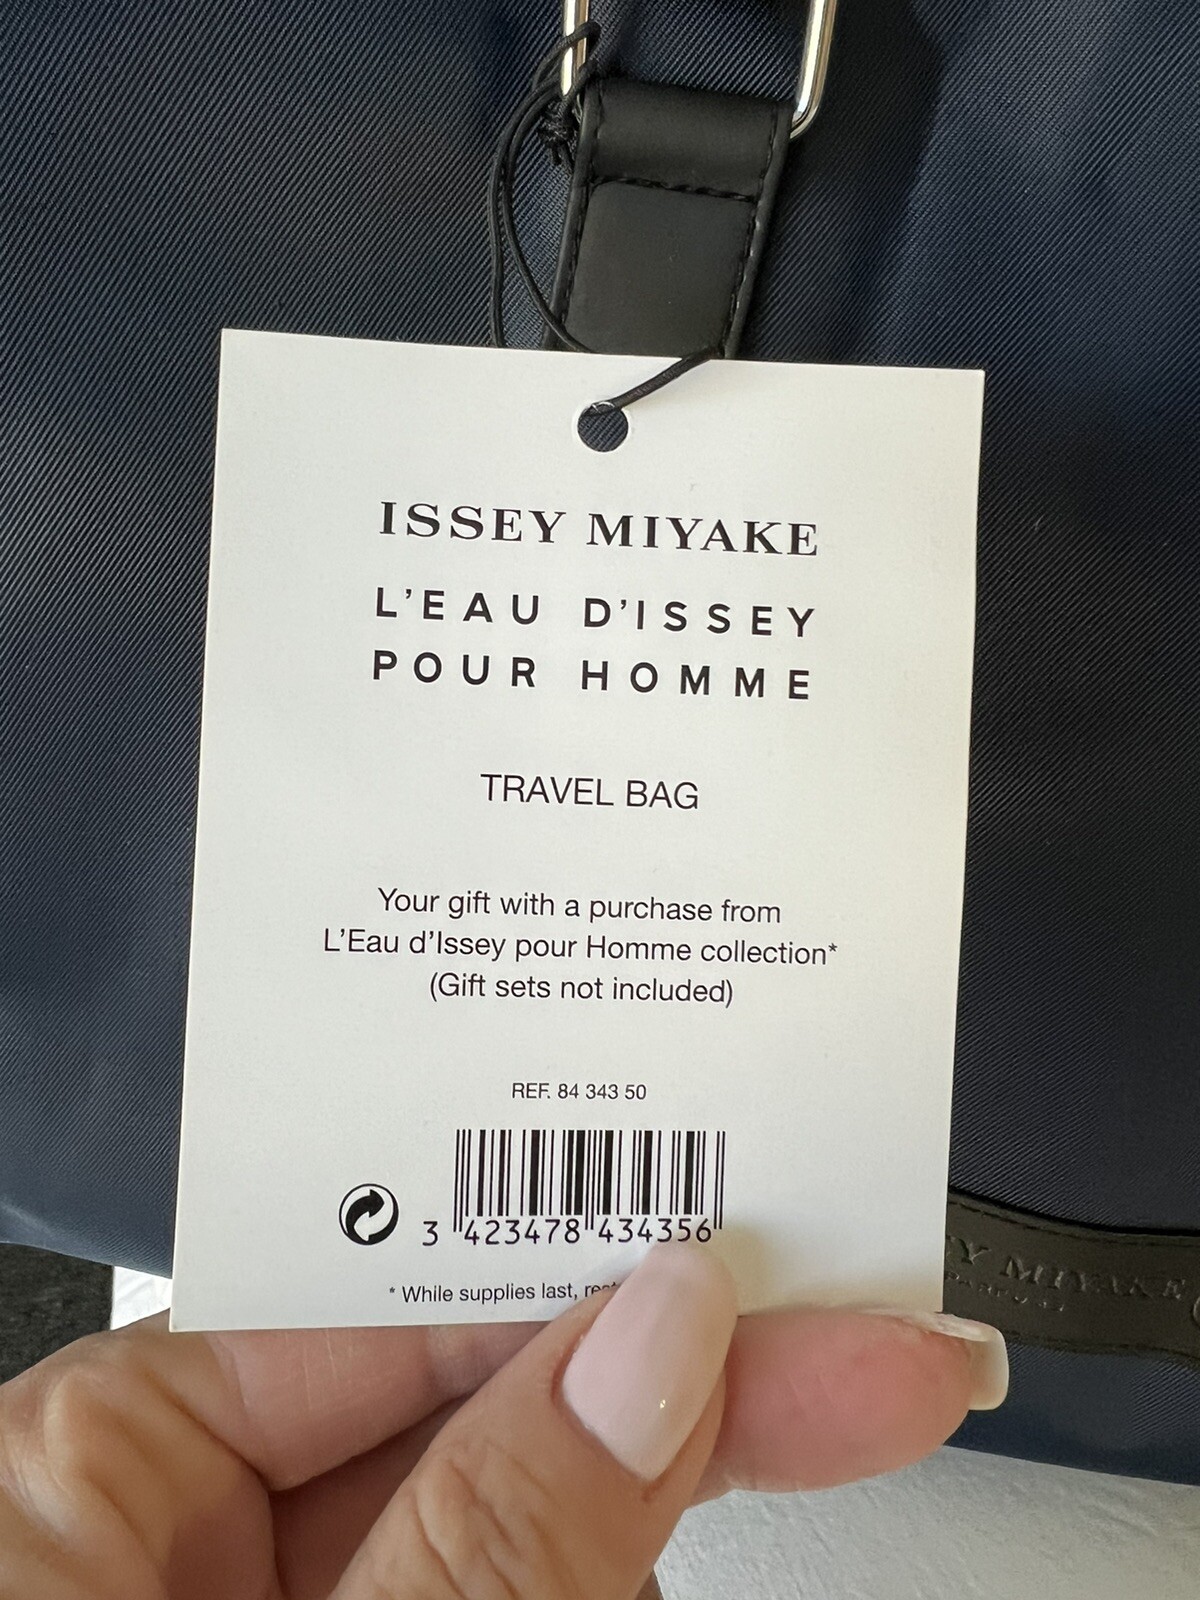 ISSEY MIYAKE
L'EAU D'ISSEY
POUR HOMME
TRAVEL BAG
Your gift with a purchase from
L'Eau d'Issey pour Homme collection*
(Gift sets not included)
REF. 84 343 50
3 423478 434356
* While supplies last,
MIYAKE